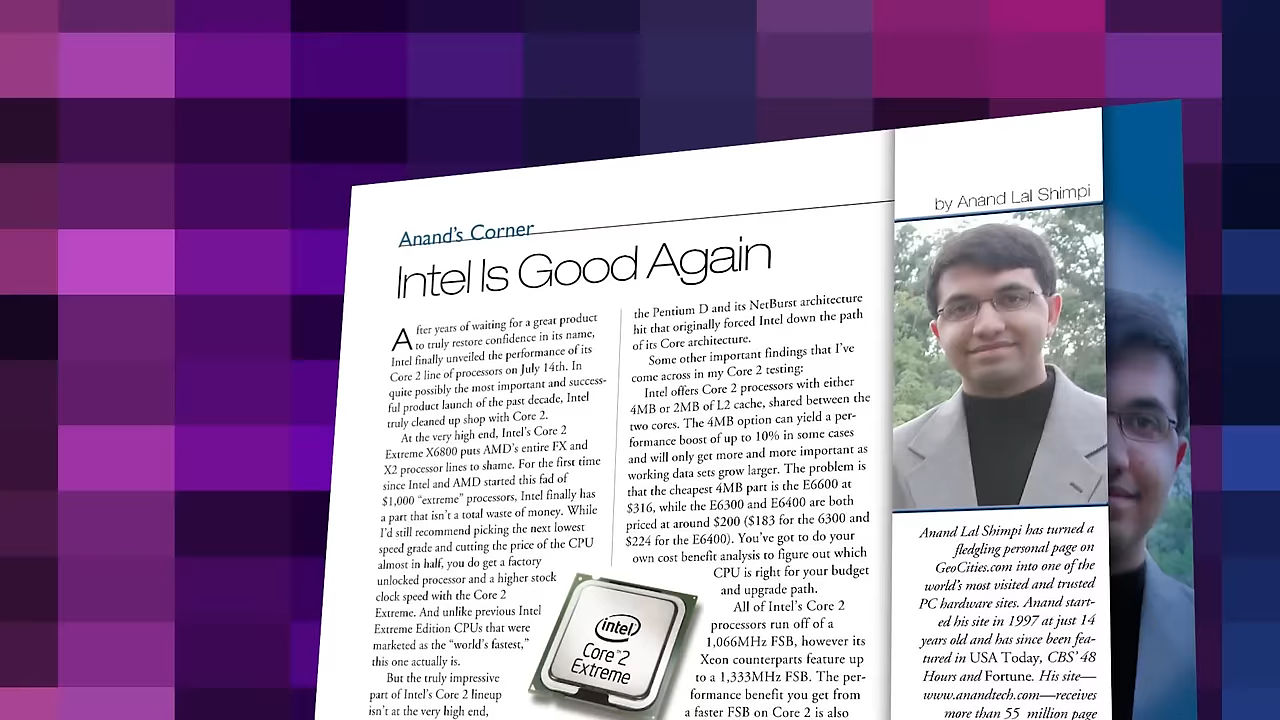 by Anand Lal Shimpi
Anand's Corner
Intel Is Good Again
After years of waiting for a great product
to truly restore confidence in its name,
Intel finally unveiled the performance of its
Core 2 line of processors on July 14th. In
quite possibly the most important and success-
ful product launch of the past decade, Intel
truly cleaned up shop with Core 2.
At the very high end, Intel's Core 2
Extreme X6800 puts AMD's entire FX and
X2 processor lines to shame. For the first time
since Intel and AMD started this fad of
$1,000 "extreme" processors, Intel finally has
a part that isn't a total waste of money. While
I'd still recommend picking the next lowest
speed grade and cutting the price of the CPU
almost in half, you do get a factory
unlocked processor and a higher stock
clock speed with the Core 2
Extreme. And unlike previous Intel
Extreme Edition CPUs that were
marketed as the "world's fastest,"
this one actually is.
But the truly impressive
part of Intel's Core 2 lineup
isn't at the very high end,
the Pentium D and its NetBurst architecture
hit that originally forced Intel down the path
of its Core architecture.
Some other important findings that I've
come across in my Core 2 testing:
Intel offers Core 2 processors with either
4MB or 2MB of L2 cache, shared between the
two cores. The 4MB option can yield a per-
formance boost of up to 10% in some cases
and will only get more and more important as
working data sets grow larger. The problem is
that the cheapest 4MB part is the E6600 at
$316, while the E6300 and E6400 are both
priced at around $200 ($183 for the 6300 and
$224 for the E6400). You've got to do your
own cost benefit analysis to figure out which
CPU is right for your budget
and upgrade path.
All of Intel's Core 2
processors run off of a
1,066MHz FSB, however its
Xeon counterparts feature up
to a 1,333MHz FSB. The per-
formance benefit you get from
a faster FSB on Core 2 is also
intel
Core™2
Extreme
Anand Lal Shimpi has turned a
fledgling personal page on
GeoCities.com into one of the
world's most visited and trusted
PC hardware sites. Anand start-
ed his site in 1997 at just 14
years old and has since been fea-
tured in USA Today, CBS' 48
Hours and Fortune. His site—
www.anandtech.com—receives
more than 55 million page